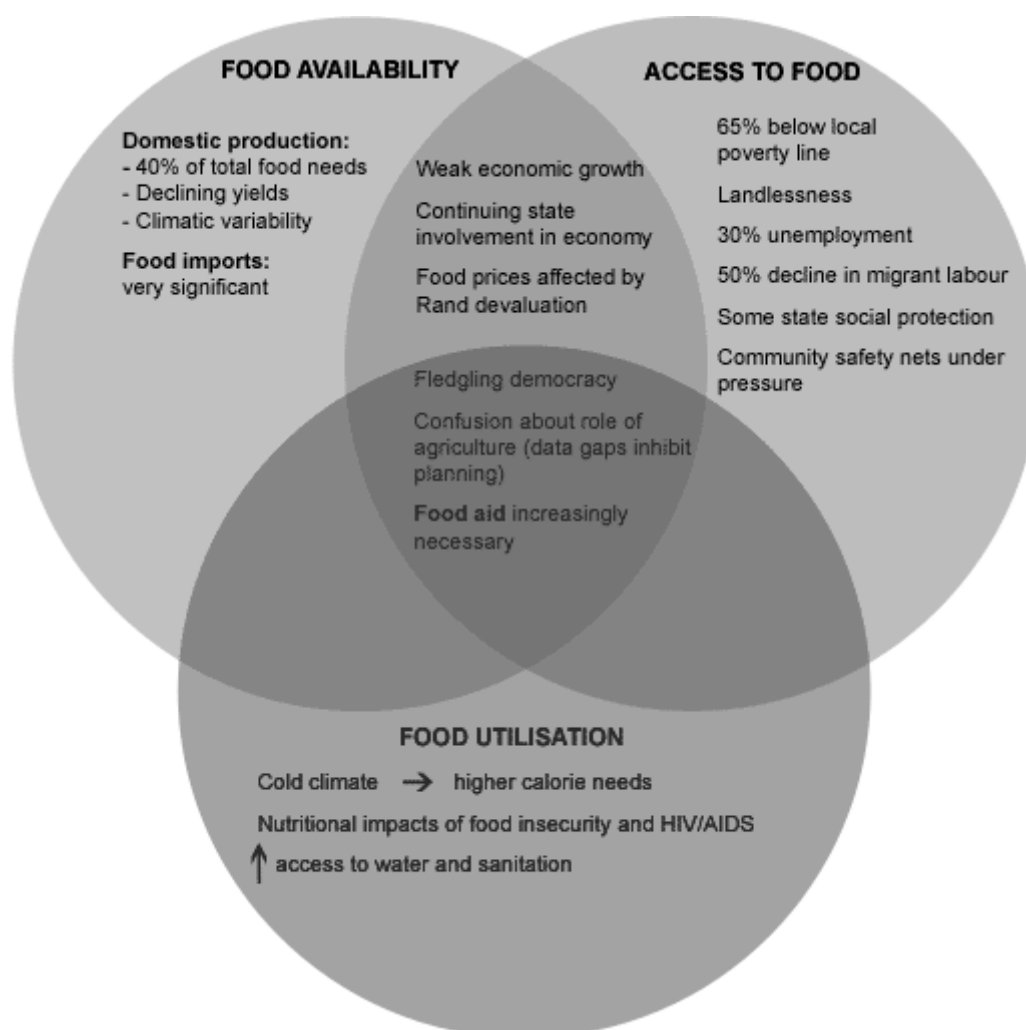 FOOD AVAILABILITY
Domestic production:
- 40% of total food needs
- Declining yields
- Climatic variability
Food imports:
very significant
Weak economic growth
Continuing state
involvement in economy
Food prices affected by
Rand devaluation
ACCESS TO FOOD
65% below local
poverty line
Landlessness
30% unemployment
50% decline in migrant labour
Some state social protection
Community safety nets under
pressure
Fledgling democracy
Confusion about role of
agriculture (data gaps inhibit
planning)
Food aid increasingly
necessary
FOOD UTILISATION
Cold climate → higher calorie needs
Nutritional impacts of food insecurity and HIV/AIDS
↑ access to water and sanitation